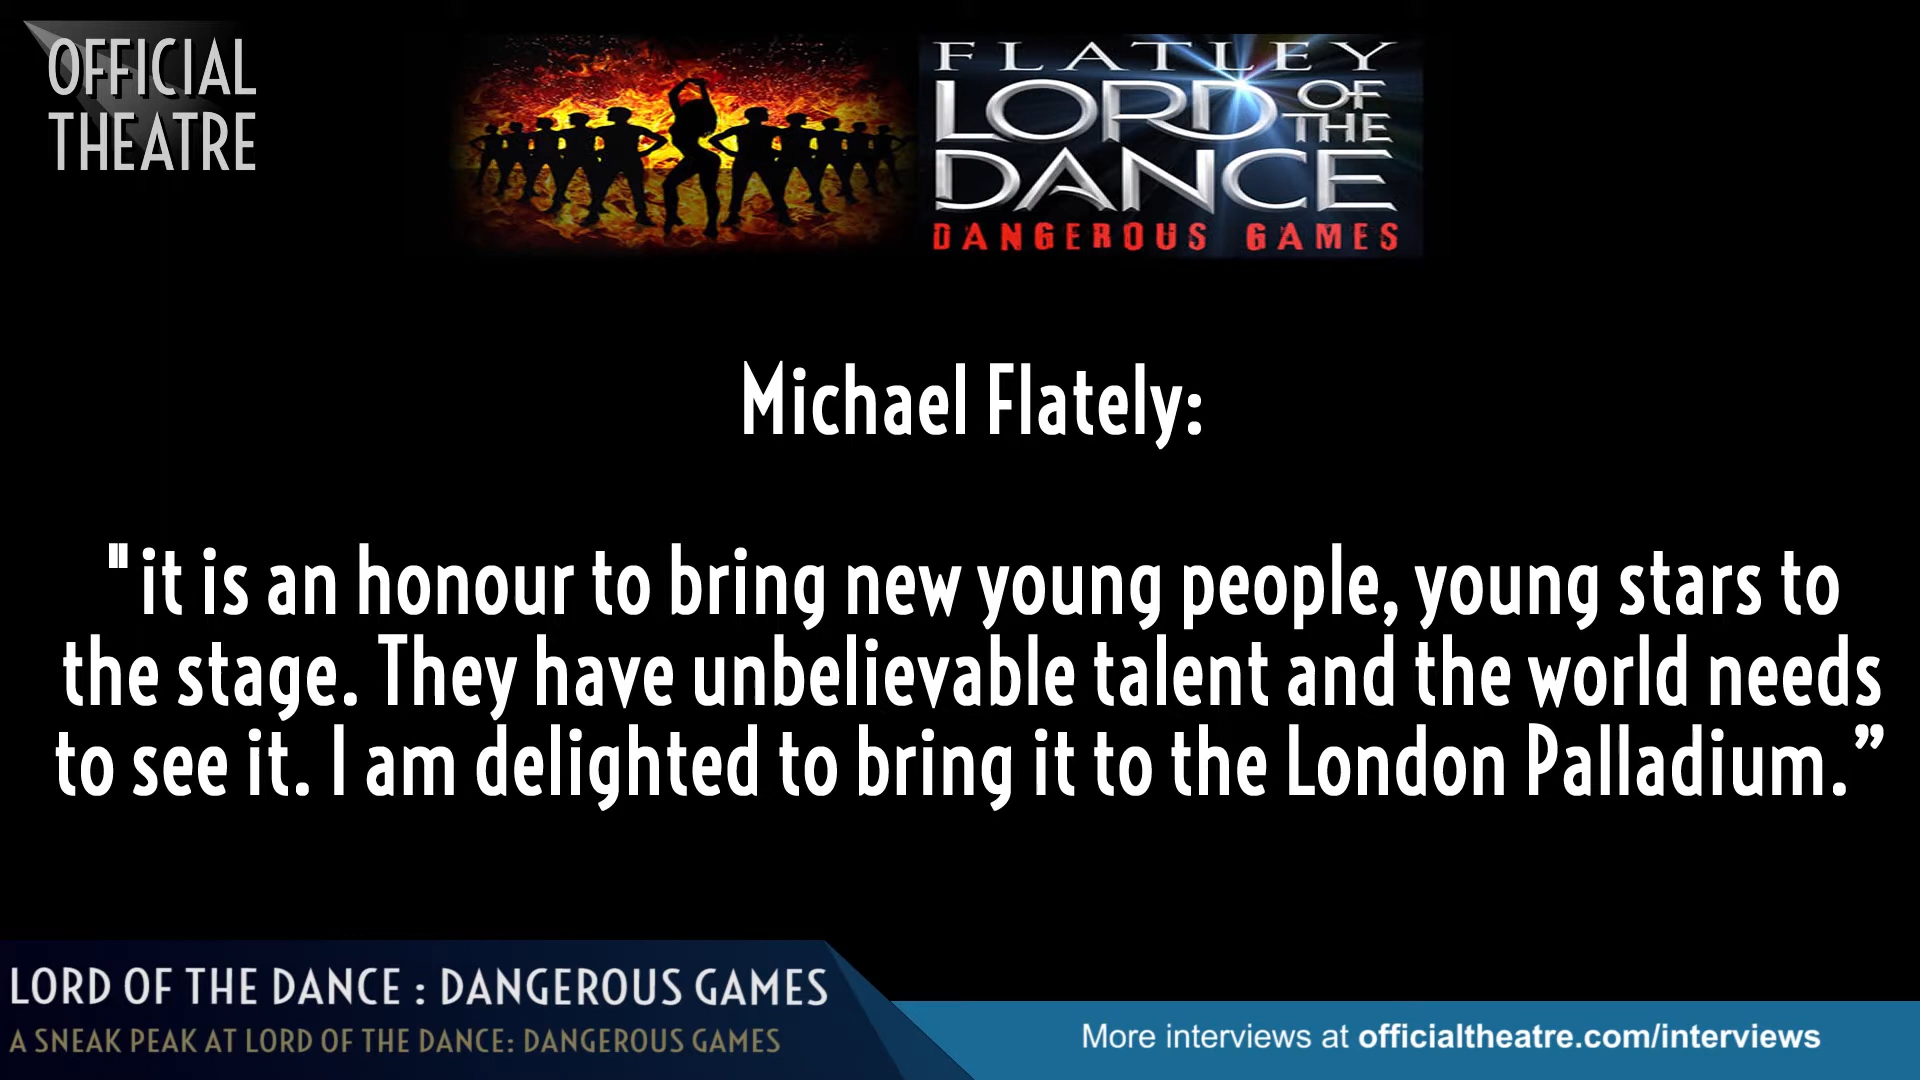 OFFICIAL
THEATRE
FLATLEY
LORD OF THE
DANCE
DANGEROUS GAMES
Michael Flately:
"it is an honour to bring new young people, young stars to
the stage. They have unbelievable talent and the world needs
to see it. I am delighted to bring it to the London Palladium.”
LORD OF THE DANCE : DANGEROUS GAMES
A SNEAK PEAK AT LORD OF THE DANCE: DANGEROUS GAMES
More interviews at officialtheatre.com/interviews